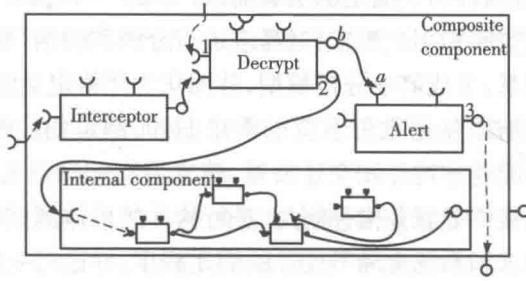 Composite
component
b
1
Decrypt
2
a
Interceptor
3
Alert
Internal component